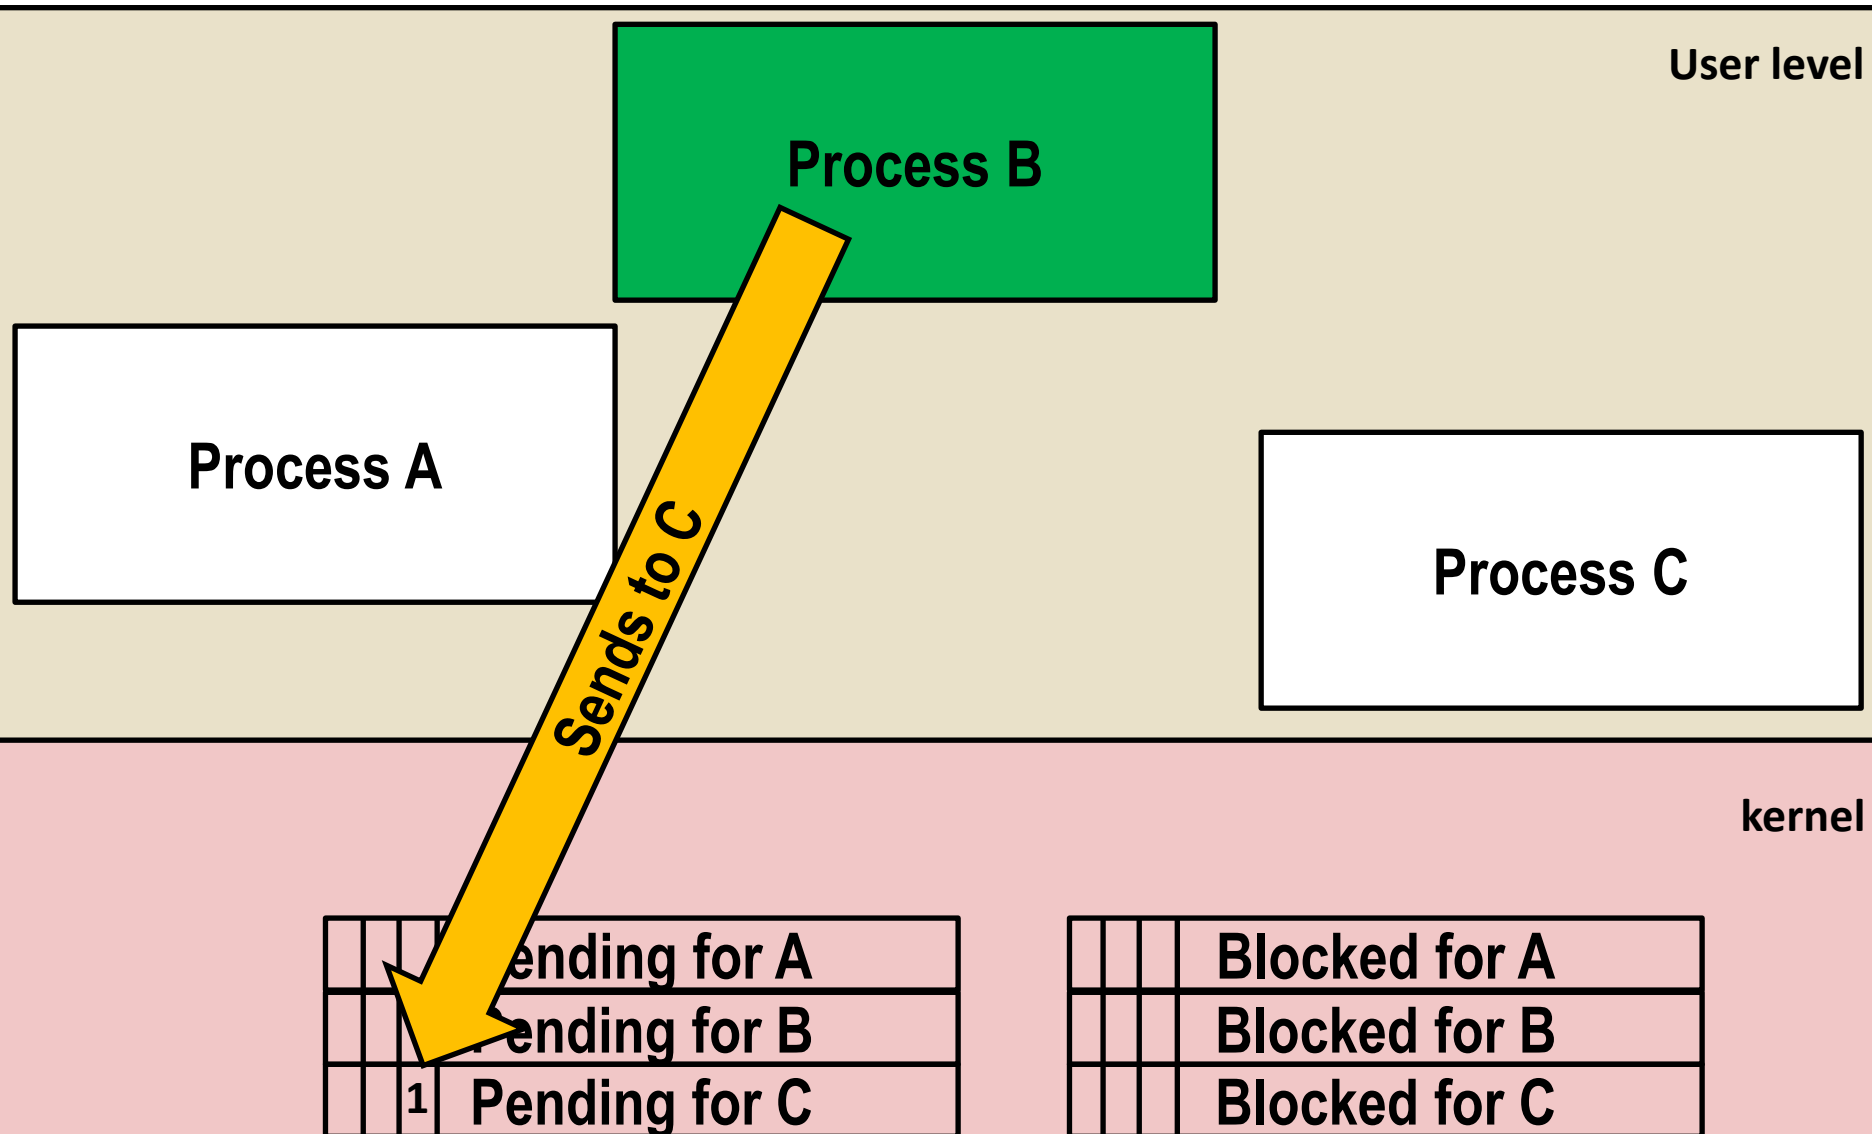 User level
Process B
Process A
Sends to C
Process C
kernel
ending for A
Blocked for A
Pending for B
Blocked for B
1 Pending for C
Blocked for C